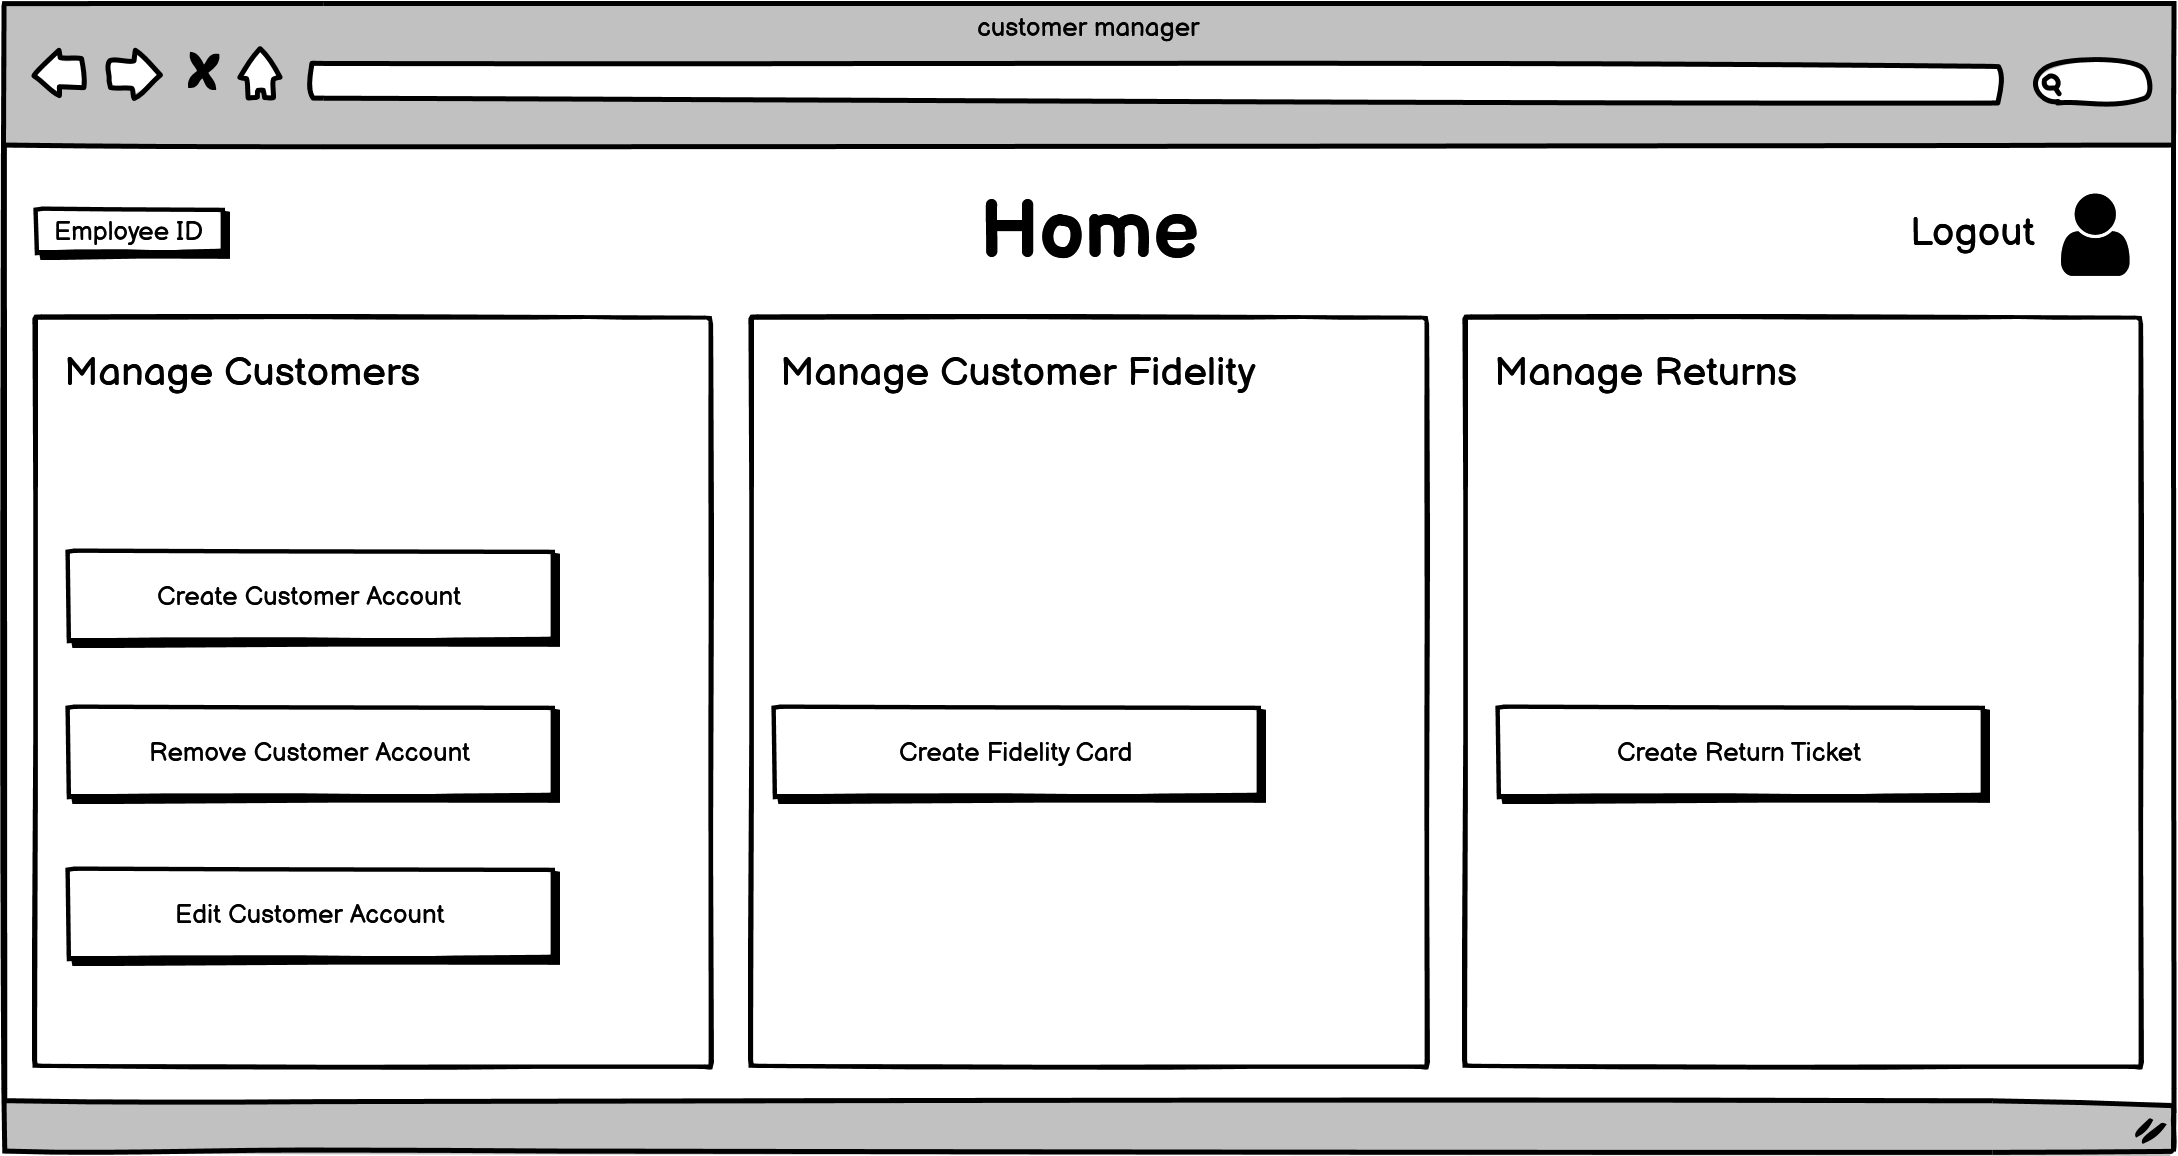 customer manager
Employee ID
Home
Logout
Manage Customers
Create Customer Account
Remove Customer Account
Edit Customer Account
Manage Customer Fidelity
Create Fidelity Card
Manage Returns
Create Return Ticket